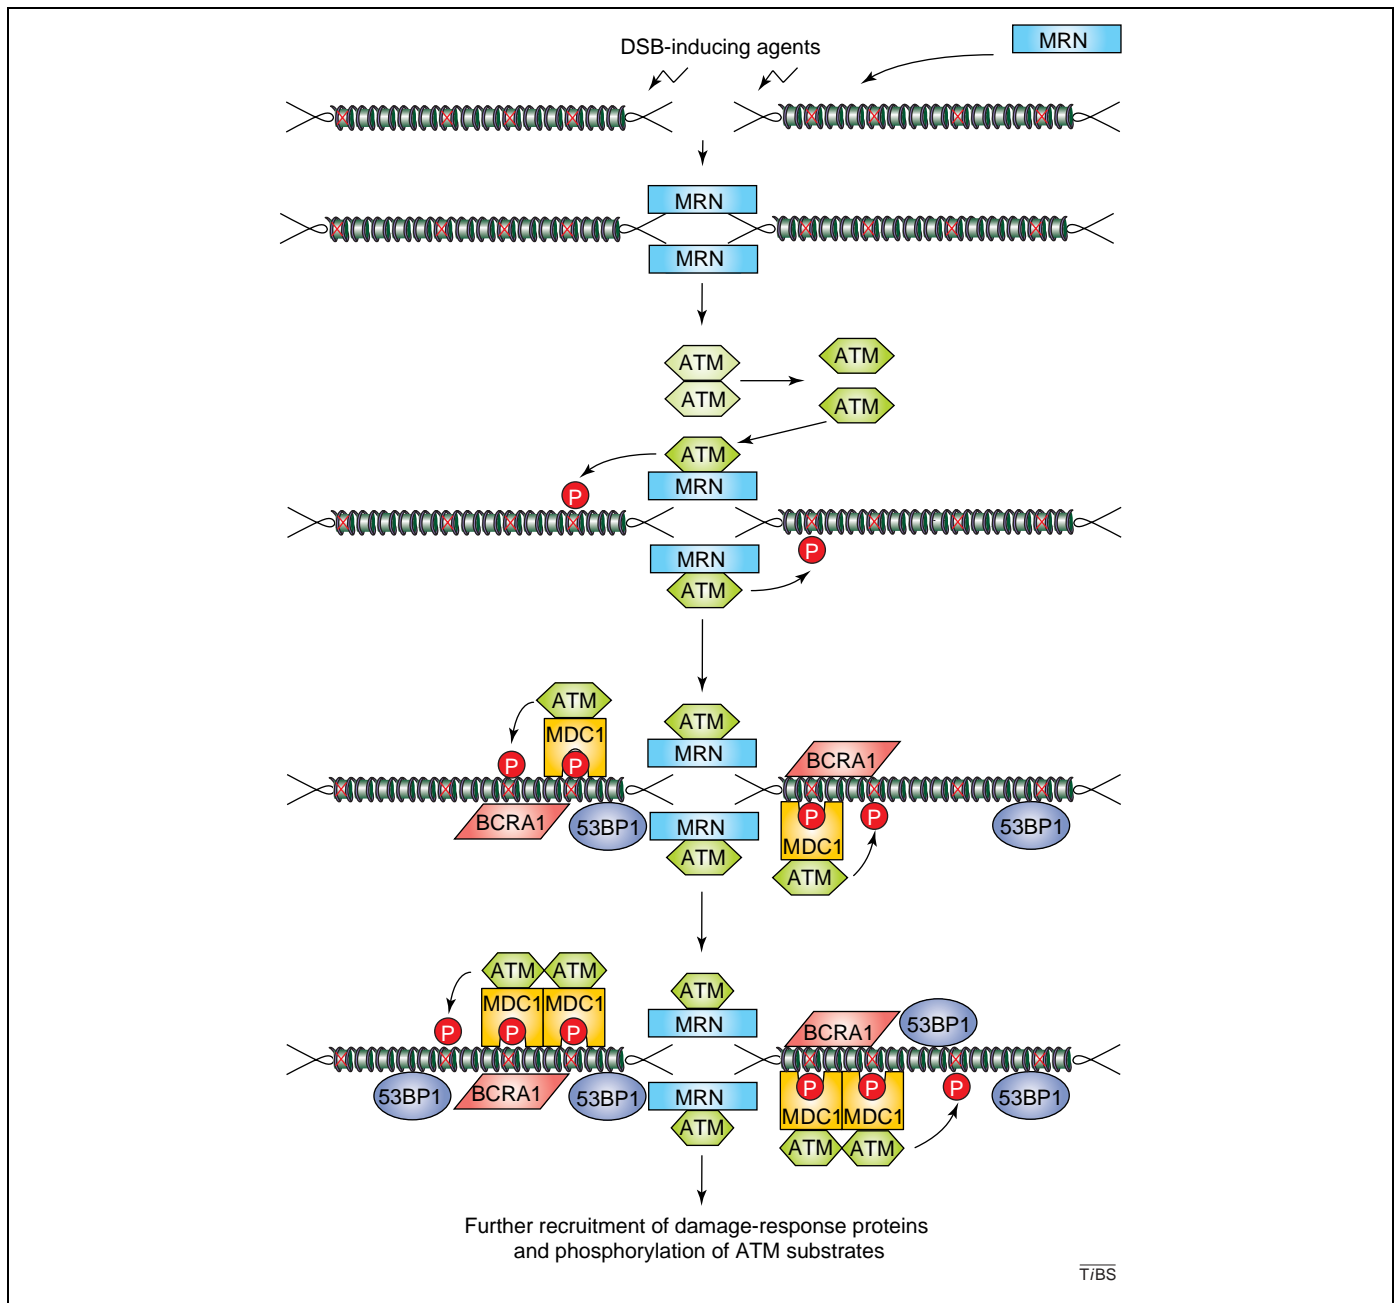 DSB-inducing agents
MRN
MRN
MRN
ATM
ATM
ATM
ATM
ATM
MRN
P
MRN
P
ATM
ATM
MDC1
P
P
ATM
MRN
BCRA1
BCRA1
53BP1
MRN
ATM
P
P
MDC1
ATM
53BP1
ATM
ATM
MDC1
MDC1
P
P
P
ATM
MRN
BCRA1
53BP1
53BP1
BCRA1
53BP1
MRN
ATM
P
P
P
MDC1
MDC1
ATM
ATM
53BP1
Further recruitment of damage-response proteins
and phosphorylation of ATM substrates
TiBS